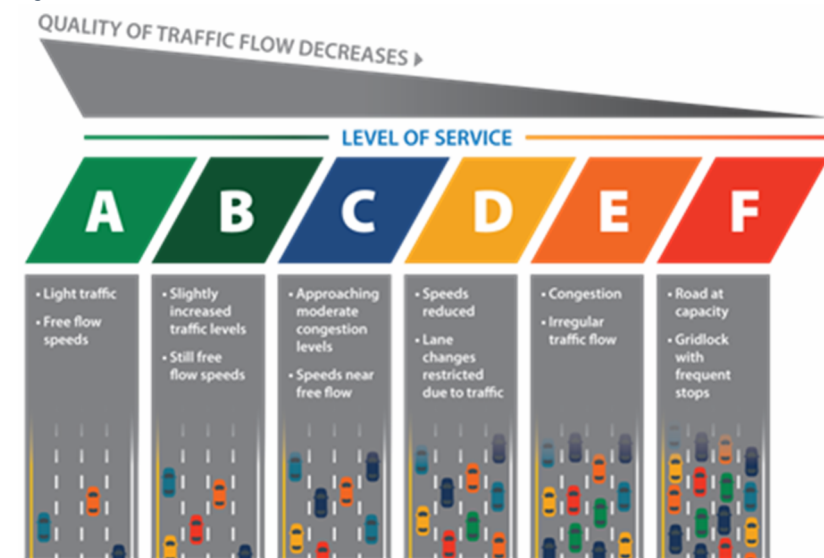 QUALITY OF TRAFFIC FLOW DECREASES
LEVEL OF SERVICE
A
B
C
D
E
F
• Light traffic
• Free flow
speeds
• Slightly
increased
traffic levels
• Still free
flow speeds
• Approaching
moderate
congestion
levels
• Speeds near
free flow
• Speeds
reduced
• Lane
changes
restricted
due to traffic
• Congestion
• Irregular
traffic flow
• Road at
capacity
• Gridlock
with
frequent
stops